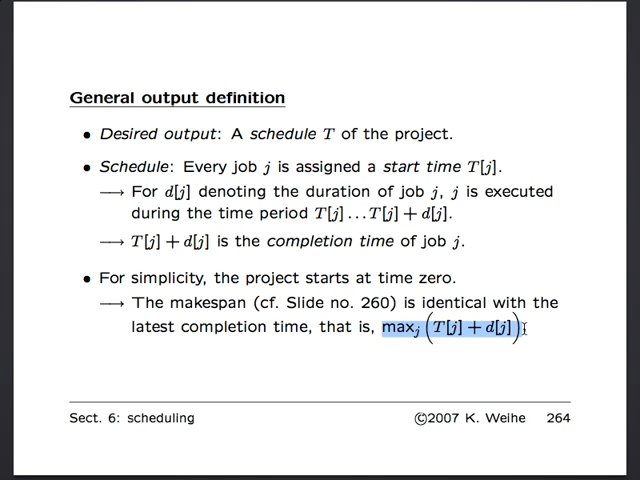 General output definition
• Desired output: A schedule T of the project.
• Schedule: Every job j is assigned a start time T[j].
⟶ For d[j] denoting the duration of job j, j is executed
during the time period T[j]...T[j] + d[j].
⟶ T[j] + d[j] is the completion time of job j.
• For simplicity, the project starts at time zero.
⟶ The makespan (cf. Slide no. 260) is identical with the
latest completion time, that is, maxⱼ(T[j] + d[j])
Sect. 6: scheduling ©2007 K. Weihe 264